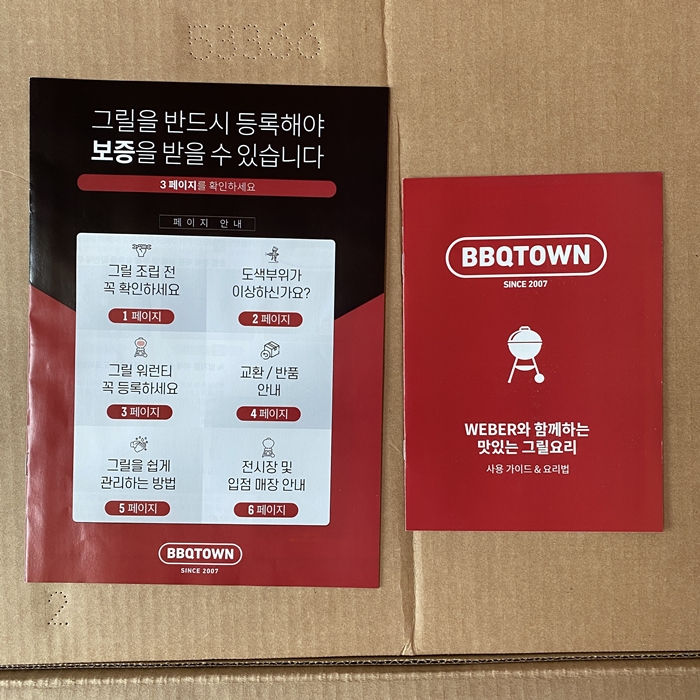 53366
그릴을 반드시 등록해야
보증을 받을 수 있습니다
3 페이지를 확인하세요
페이지 안내
그릴 조립 전
꼭 확인하세요
1 페이지
도색부위가
이상하신가요?
2 페이지
그릴 워런티
꼭 등록하세요
3 페이지
교환 / 반품
안내
4 페이지
그릴을 쉽게
관리하는 방법
5 페이지
전시장 및
입점 매장 안내
6 페이지
BBQTOWN
SINCE 2007
2
BBQTOWN
SINCE 2007
WEBER와 함께하는
맛있는 그릴요리
사용 가이드 & 요리법